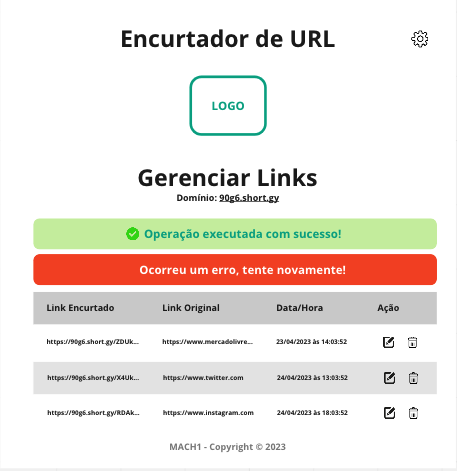 Encurtador de URL
LOGO
Gerenciar Links
Domínio: 90g6.short.gy
Operação executada com sucesso!
Ocorreu um erro, tente novamente!
Link Encurtado Link Original Data/Hora Ação
https://90g6.short.gy/ZDUk... https://www.mercadolivre... 23/04/2023 às 14:03:52
https://90g6.short.gy/X4Uk... https://www.twitter.com 24/04/2023 às 13:03:52
https://90g6.short.gy/RDAk... https://www.instagram.com 24/04/2023 às 18:03:52
MACH1 - Copyright © 2023